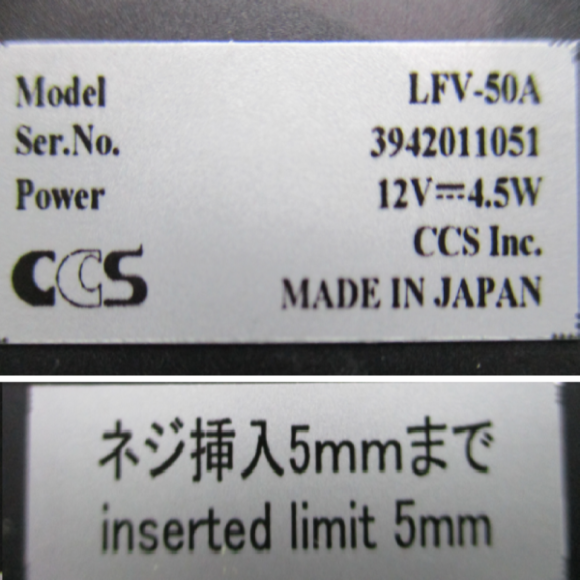 Model LFV-50A
Ser.No. 3942011051
Power 12V⎓4.5W
CCS Inc.
CCS MADE IN JAPAN
ネジ挿入5mmまで
inserted limit 5mm